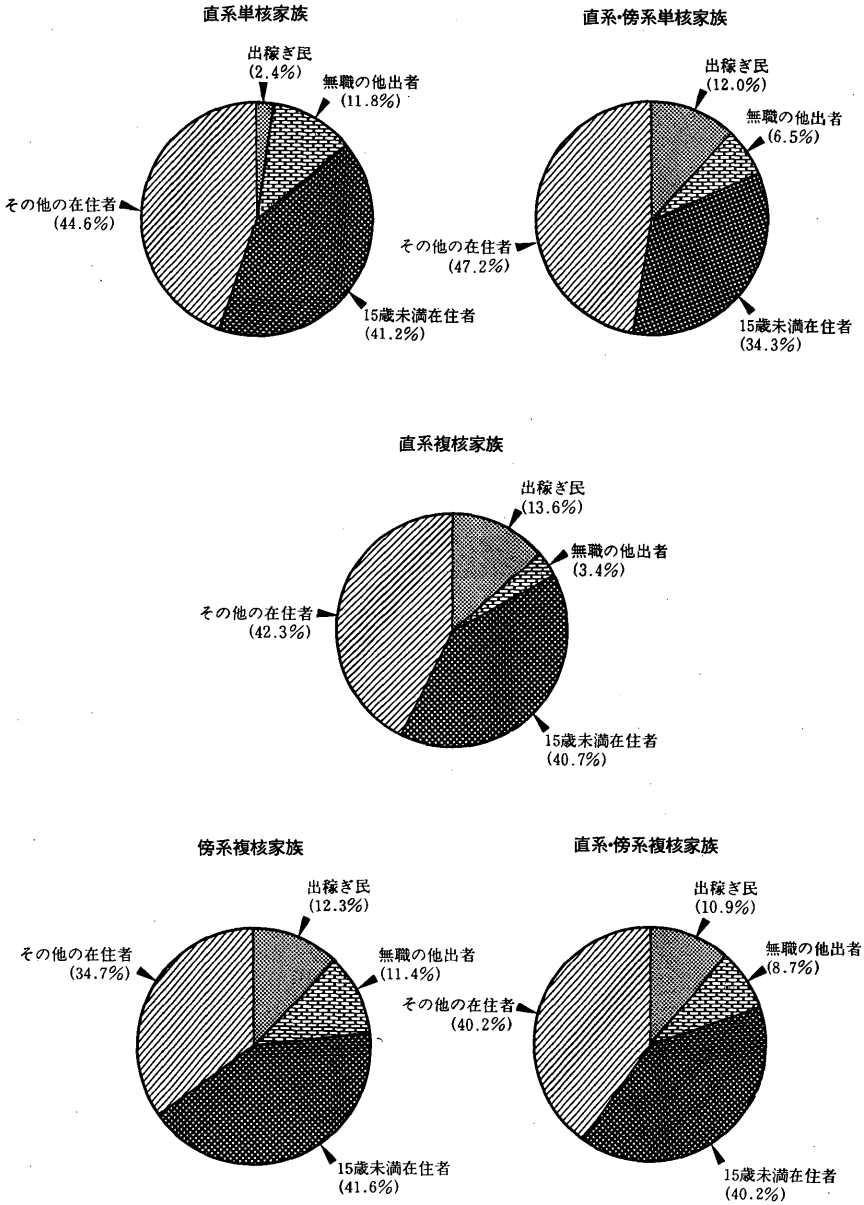 直系単核家族
出稼ぎ民
(2.4%)
無職の他出者
(11.8%)
その他の在住者
(44.6%)
15歳未満在住者
(41.2%)
直系・傍系単核家族
出稼ぎ民
(12.0%)
無職の他出者
(6.5%)
その他の在住者
(47.2%)
15歳未満在住者
(34.3%)
直系複核家族
出稼ぎ民
(13.6%)
無職の他出者
(3.4%)
その他の在住者
(42.3%)
15歳未満在住者
(40.7%)
傍系複核家族
出稼ぎ民
(12.3%)
その他の在住者
(34.7%)
無職の他出者
(11.4%)
15歳未満在住者
(41.6%)
直系・傍系複核家族
出稼ぎ民
(10.9%)
無職の他出者
(8.7%)
その他の在住者
(40.2%)
15歳未満在住者
(40.2%)